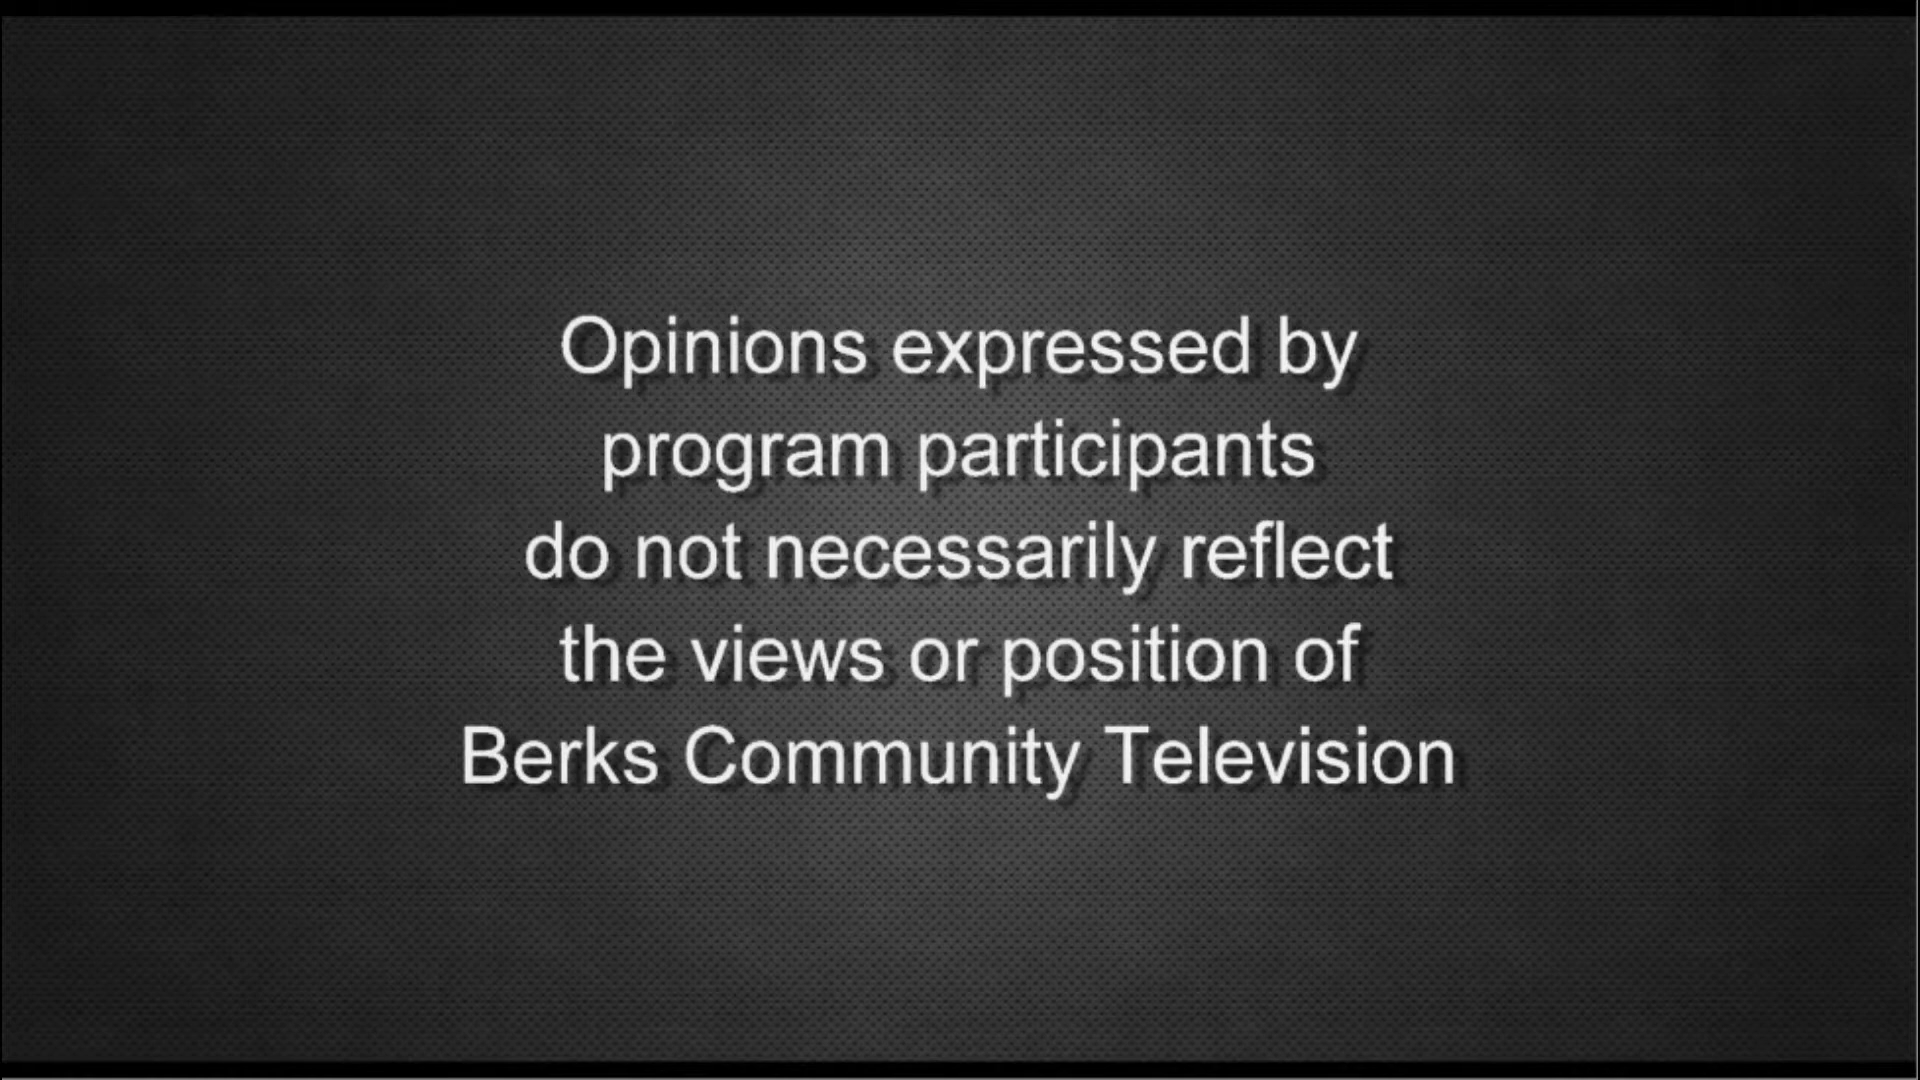 Opinions expressed by
program participants
do not necessarily reflect
the views or position of
Berks Community Television